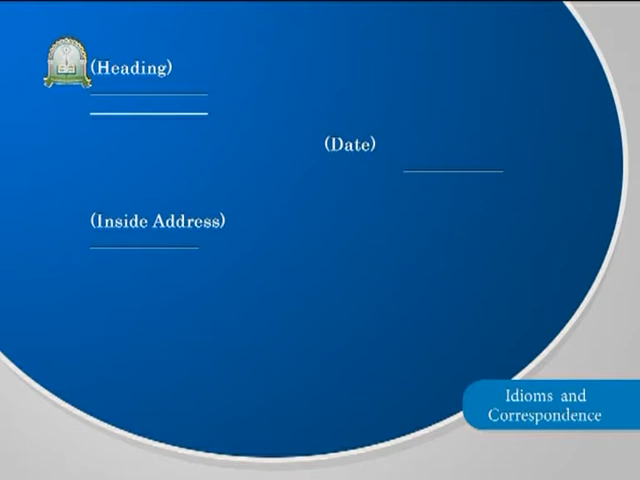 (Heading)
(Date)
(Inside Address)
Idioms and
Correspondence